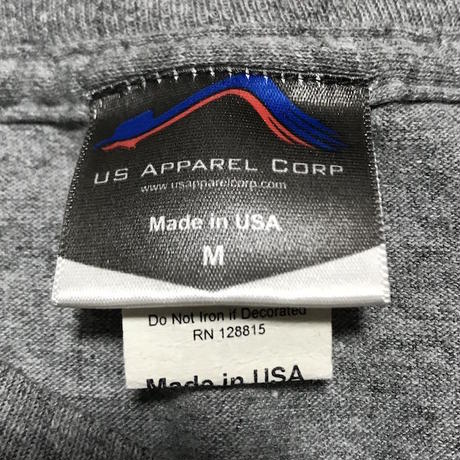 US APPAREL CORP
www.usapparelcorp.com
Made in USA
M
Do Not Iron if Decorated
RN 128815
Made in USA